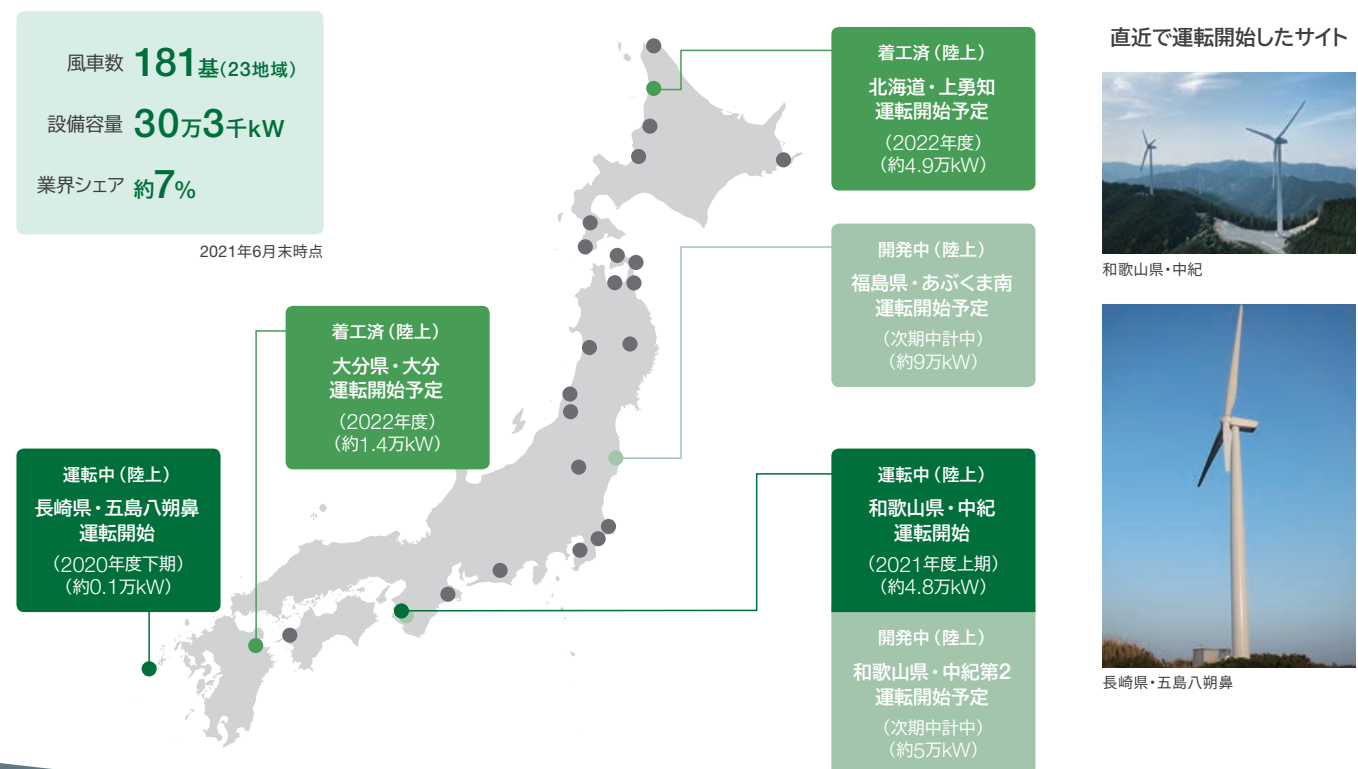 風車数 181基(23地域)
設備容量 30万3千kW
業界シェア 約7%
2021年6月末時点
着工済(陸上)
北海道・上勇知
運転開始予定
(2022年度)
(約4.9万kW)
開発中(陸上)
福島県・あぶくま南
運転開始予定
(次期中計中)
(約9万kW)
着工済(陸上)
大分県・大分
運転開始予定
(2022年度)
(約1.4万kW)
運転中(陸上)
長崎県・五島八朔鼻
運転開始
(2020年度下期)
(約0.1万kW)
運転中(陸上)
和歌山県・中紀
運転開始
(2021年度上期)
(約4.8万kW)
開発中(陸上)
和歌山県・中紀第2
運転開始予定
(次期中計中)
(約5万kW)
直近で運転開始したサイト
和歌山県・中紀
長崎県・五島八朔鼻